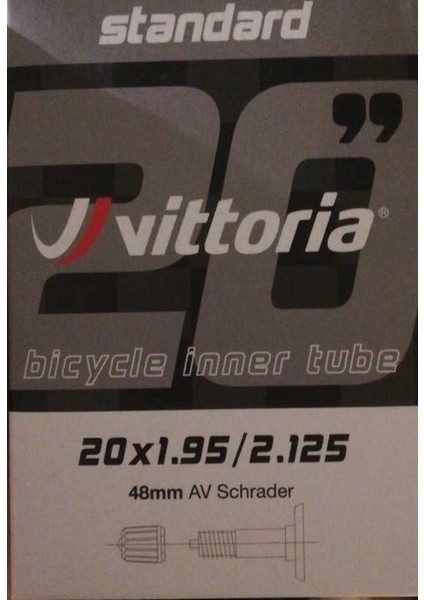 standard
20”
vittoria®
bicycle inner tube
20x1.95/2.125
48mm AV Schrader